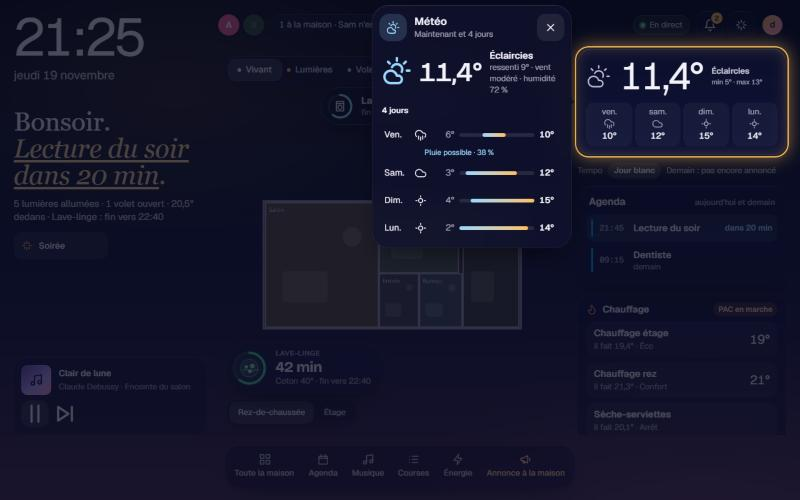 21:25
jeudi 19 novembre
A
1 à la maison · Sam n'es
Météo
Maintenant et 4 jours
En direct
2
d
Vivant
Lumières
Vole
11,4°
Éclaircies
ressenti 9° · vent
modéré · humidité
72 %
11,4°
Éclaircies
min 5° · max 13°
ven.
10°
sam.
12°
dim.
15°
lun.
14°
4 jours
Ven.
6°
10°
Pluie possible · 38 %
Sam.
3°
12°
Dim.
4°
15°
Lun.
2°
14°
Bonsoir.
Lecture du soir
dans 20 min.
5 lumières allumées · 1 volet ouvert · 20,5°
dedans · Lave-linge : fin vers 22:40
Soirée
Tempo
Jour blanc
Demain : pas encore annoncé
Agenda
aujourd'hui et demain
21:45
Lecture du soir
dans 20 min
09:15
Dentiste
demain
Chauffage
PAC en marche
Chauffage étage
Il fait 19,4° · Éco
19°
Chauffage rez
Il fait 21,3° · Confort
21°
Sèche-serviettes
Il fait 20,1° · Arrêt
Salon
Entrée
Bureau
LAVE-LINGE
42 min
Coton 40° · fin vers 22:40
Clair de lune
Claude Debussy · Enceinte du salon
Rez-de-chaussée
Étage
Toute la maison
Agenda
Musique
Courses
Énergie
Annonce à la maison